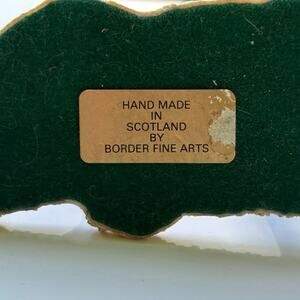 HAND MADE
IN
SCOTLAND
BY
BORDER FINE ARTS